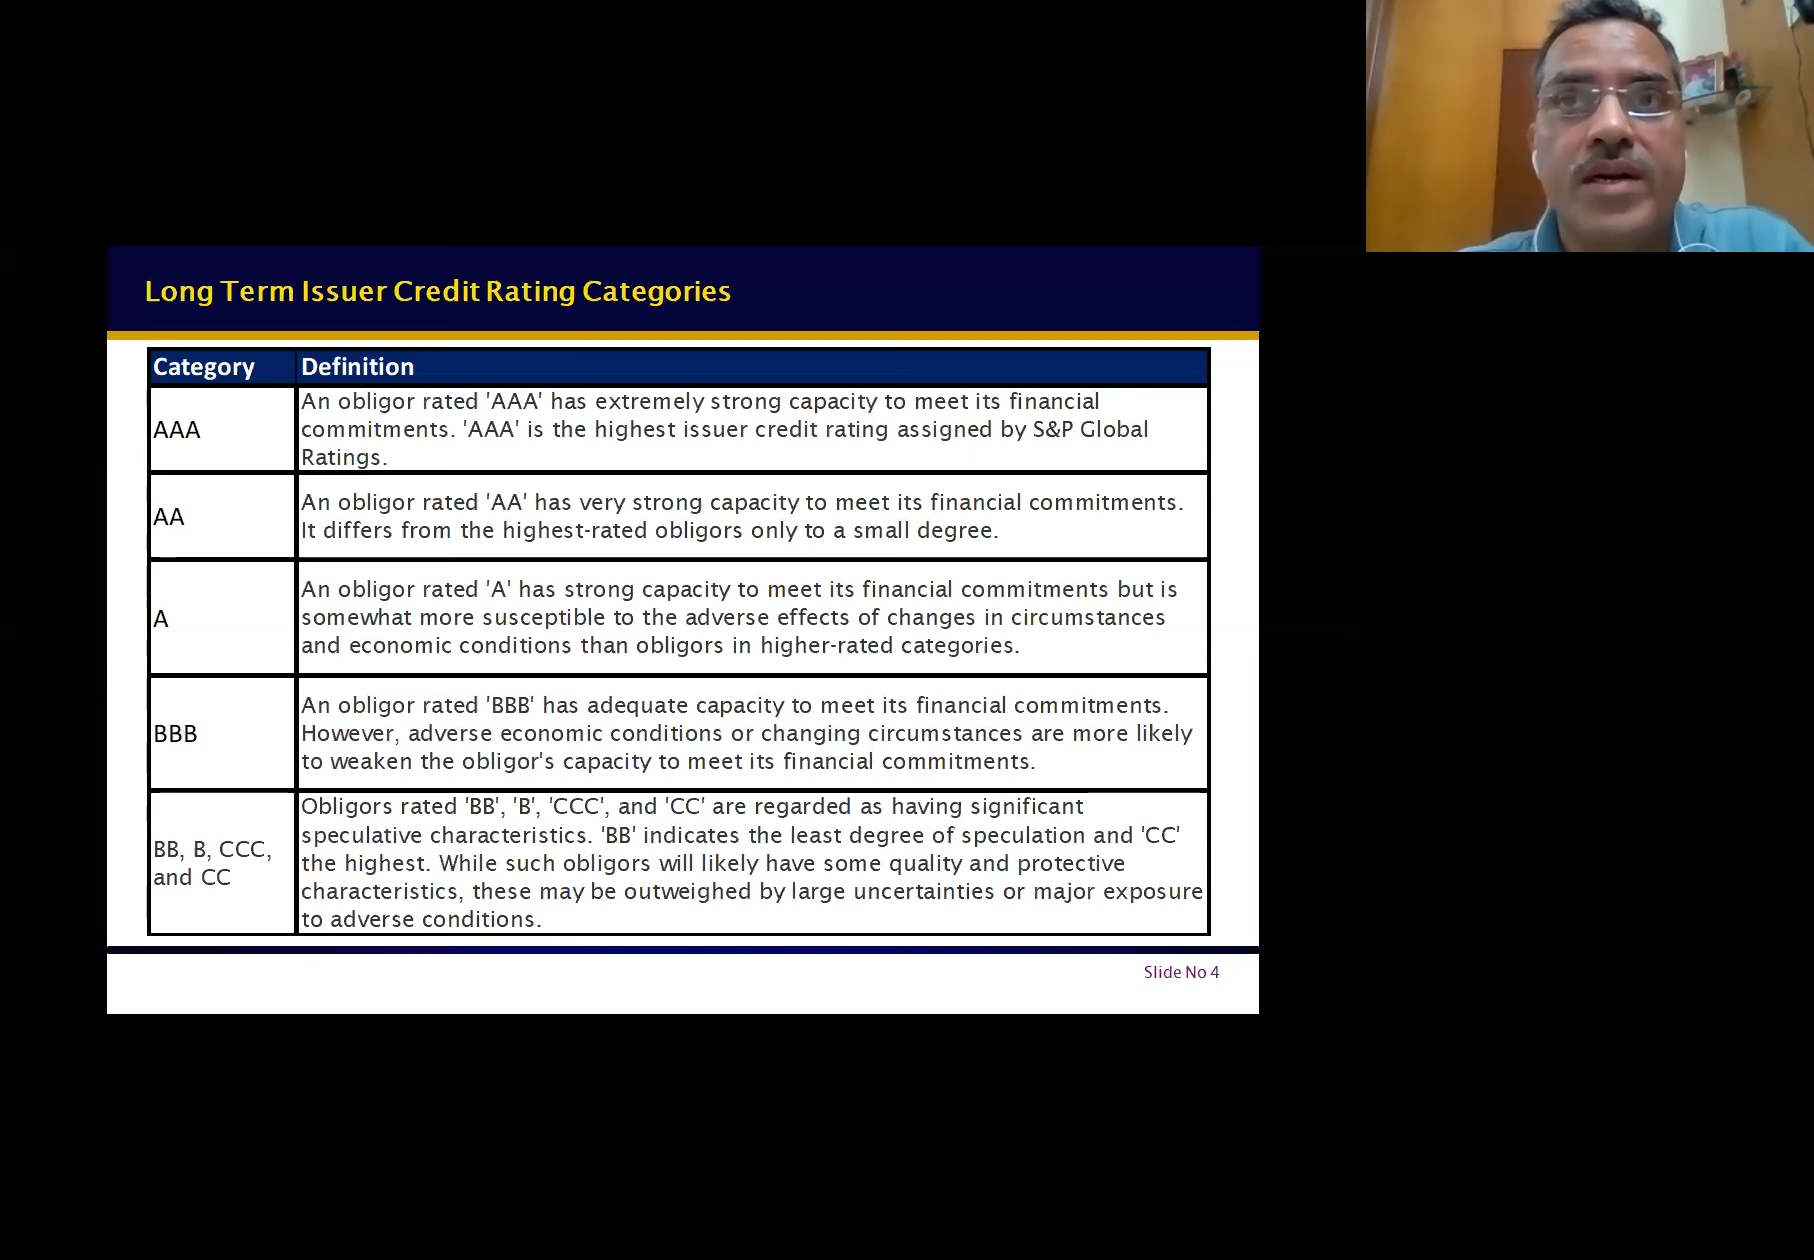 Long Term Issuer Credit Rating Categories
Category
Definition
AAA
An obligor rated 'AAA' has extremely strong capacity to meet its financial
commitments. 'AAA' is the highest issuer credit rating assigned by S&P Global
Ratings.
AA
An obligor rated 'AA' has very strong capacity to meet its financial commitments.
It differs from the highest-rated obligors only to a small degree.
A
An obligor rated 'A' has strong capacity to meet its financial commitments but is
somewhat more susceptible to the adverse effects of changes in circumstances
and economic conditions than obligors in higher-rated categories.
BBB
An obligor rated 'BBB' has adequate capacity to meet its financial commitments.
However, adverse economic conditions or changing circumstances are more likely
to weaken the obligor's capacity to meet its financial commitments.
BB, B, CCC,
and CC
Obligors rated 'BB', 'B', 'CCC', and 'CC' are regarded as having significant
speculative characteristics. 'BB' indicates the least degree of speculation and 'CC'
the highest. While such obligors will likely have some quality and protective
characteristics, these may be outweighed by large uncertainties or major exposure
to adverse conditions.
Slide No 4